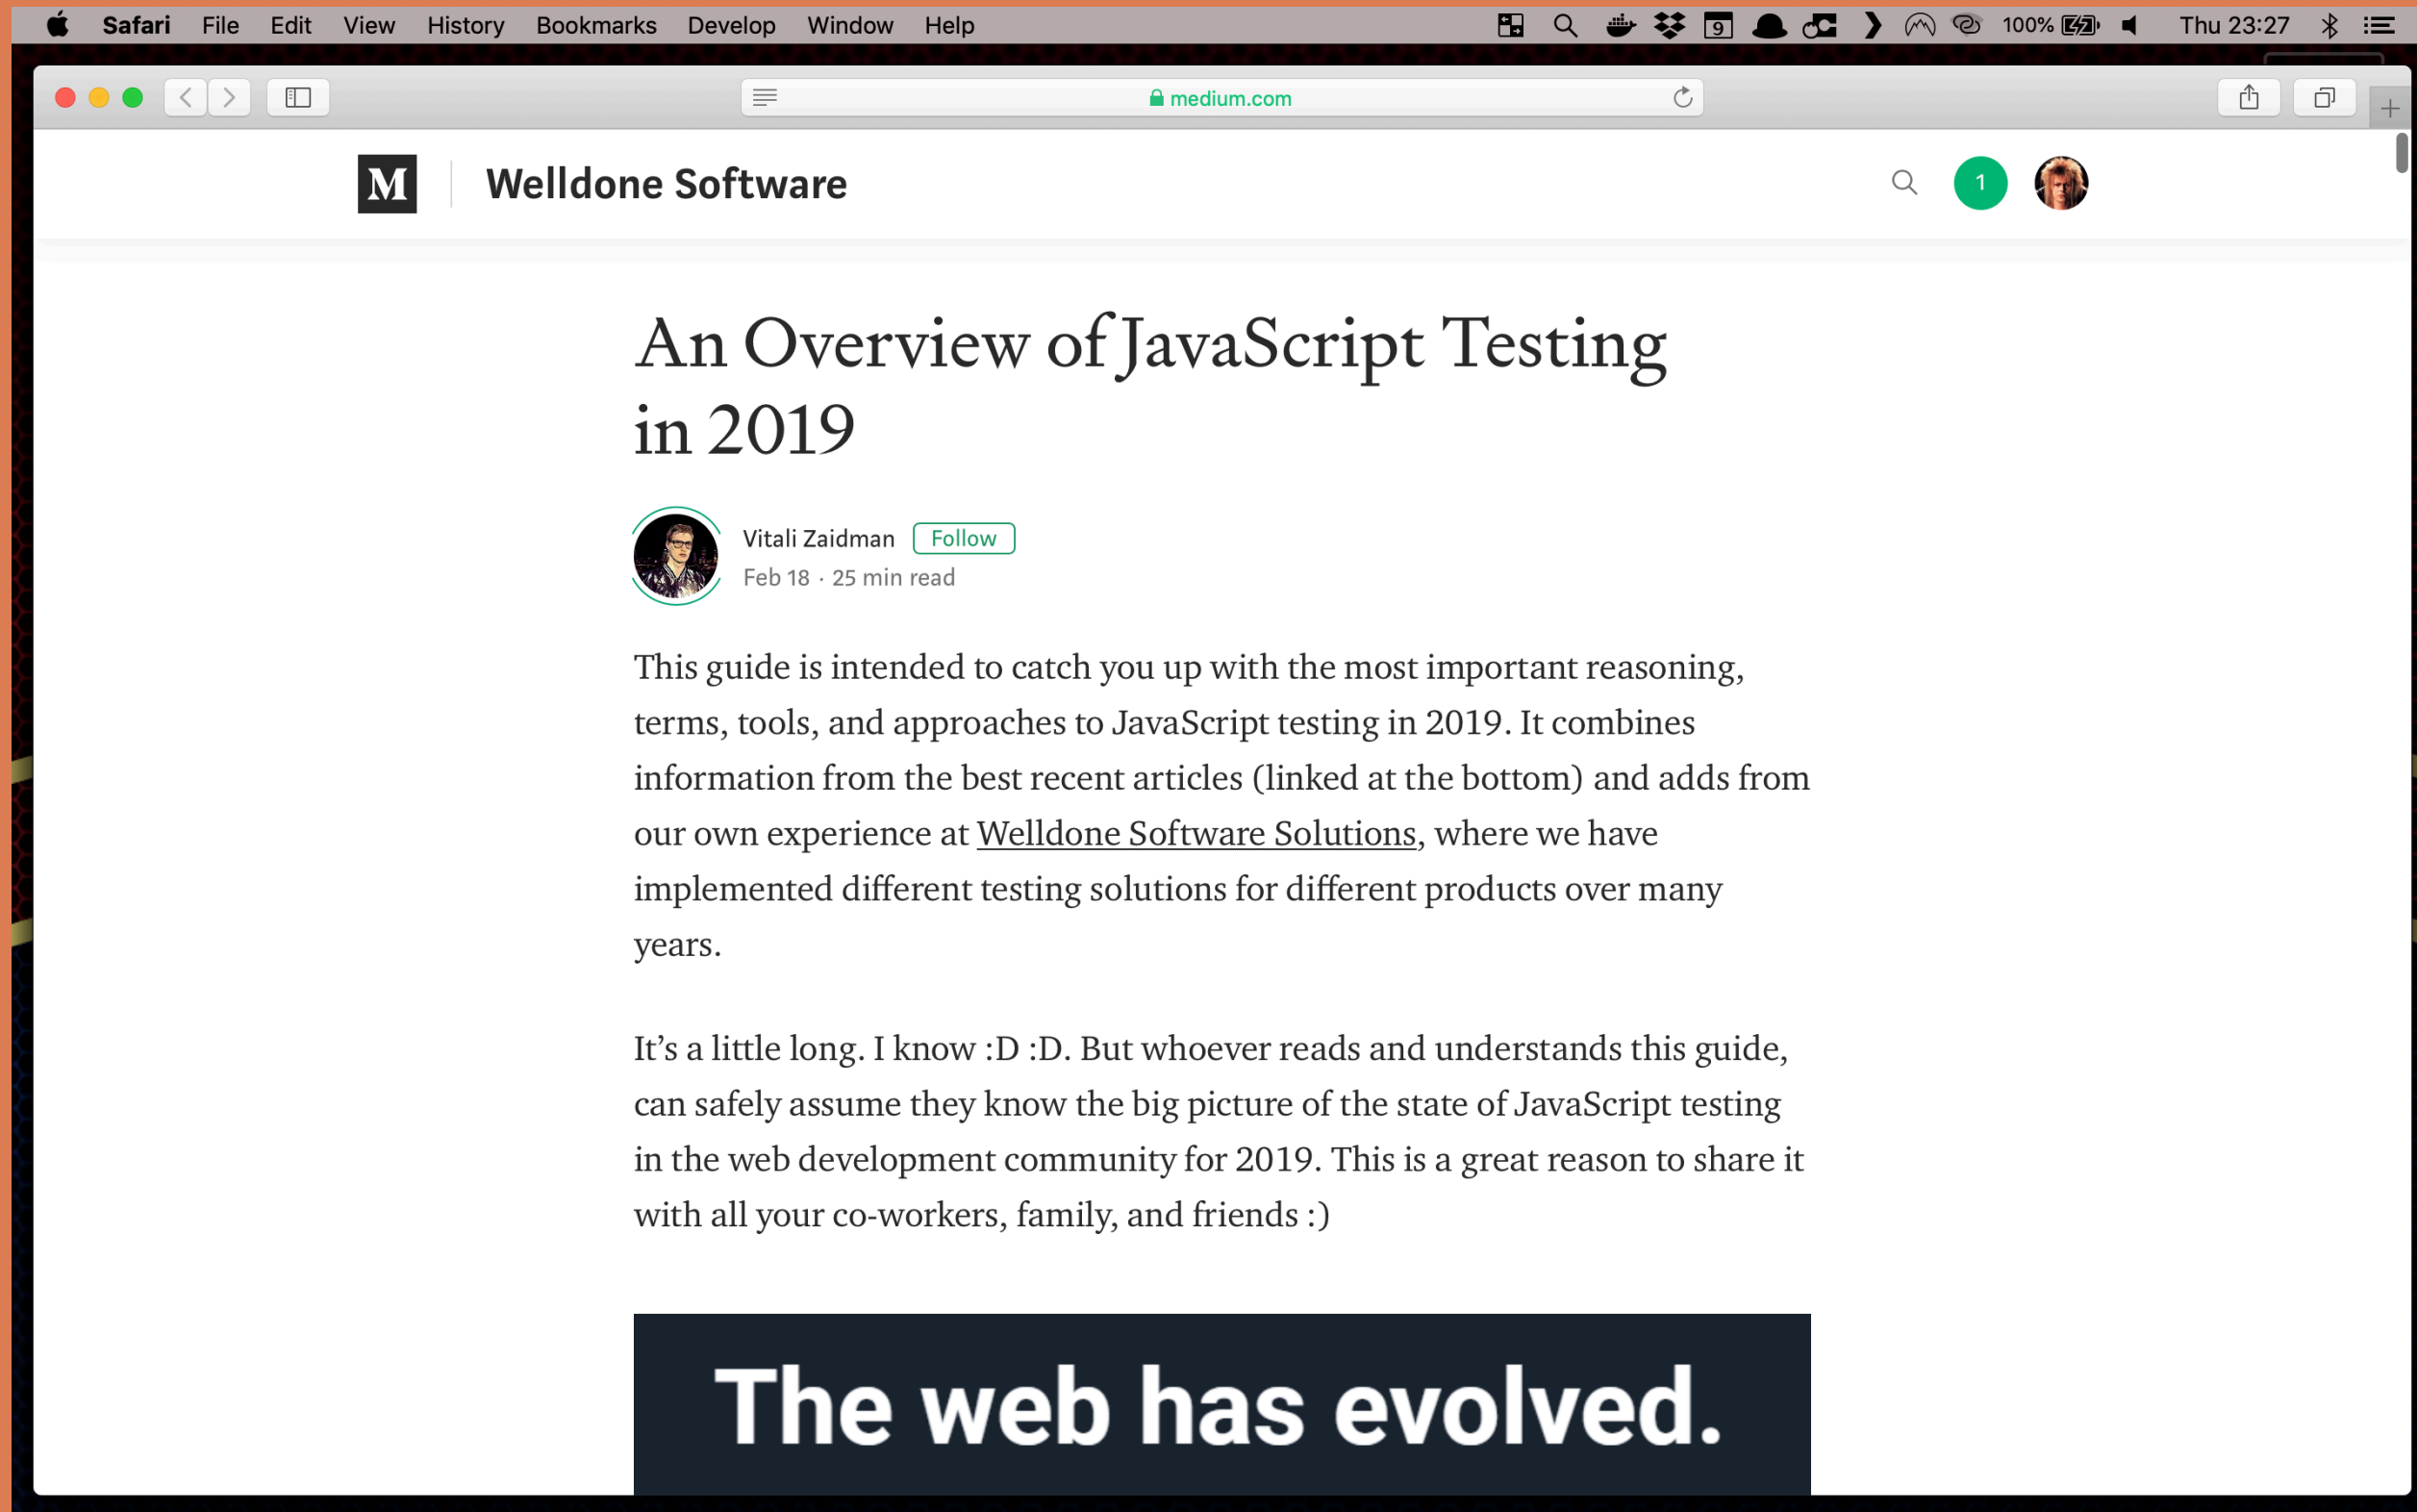 Safari File Edit View History Bookmarks Develop Window Help 9 100% Thu 23:27
medium.com
M Welldone Software 1
An Overview of JavaScript Testing
in 2019
Vitali Zaidman Follow
Feb 18 · 25 min read
This guide is intended to catch you up with the most important reasoning,
terms, tools, and approaches to JavaScript testing in 2019. It combines
information from the best recent articles (linked at the bottom) and adds from
our own experience at Welldone Software Solutions, where we have
implemented different testing solutions for different products over many
years.
It’s a little long. I know :D :D. But whoever reads and understands this guide,
can safely assume they know the big picture of the state of JavaScript testing
in the web development community for 2019. This is a great reason to share it
with all your co-workers, family, and friends :)
The web has evolved.